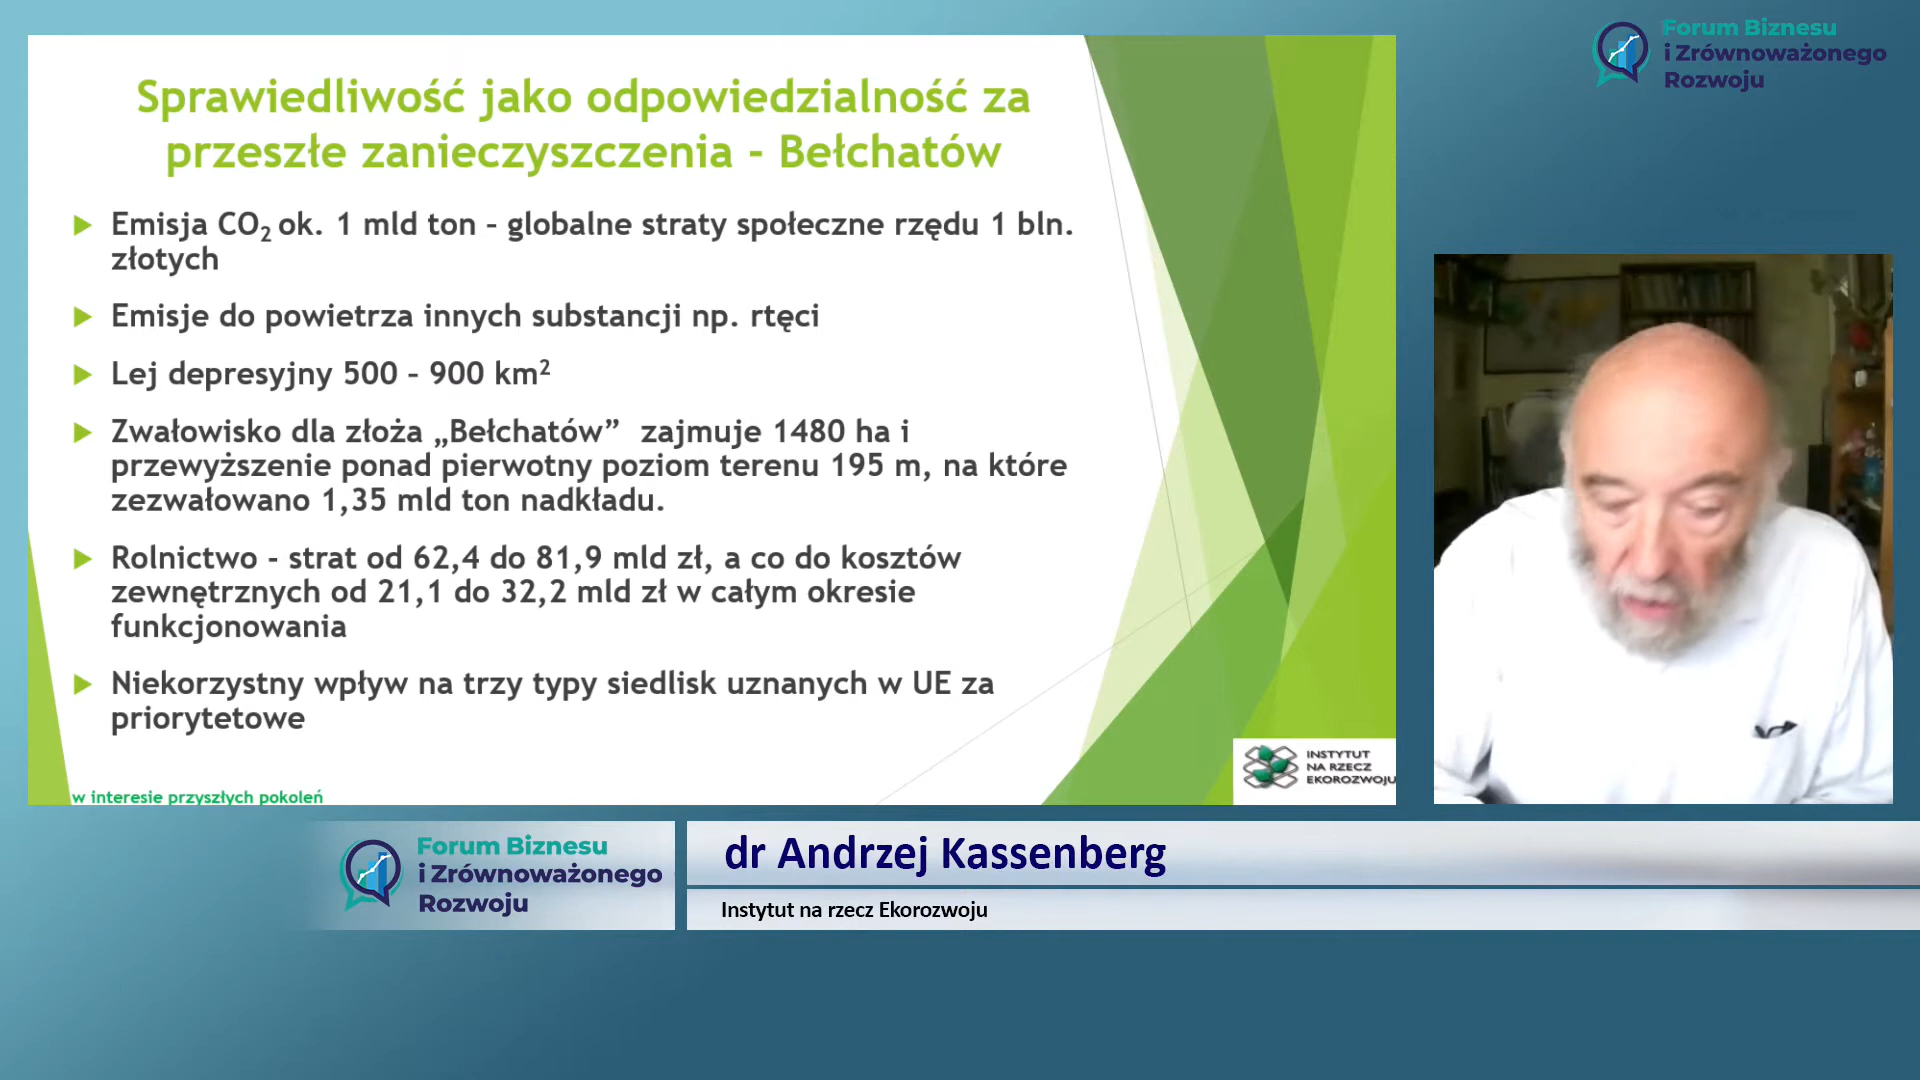 Forum Biznesu
i Zrównoważonego
Rozwoju
Sprawiedliwość jako odpowiedzialność za
przeszłe zanieczyszczenia - Bełchatów
Emisja CO₂ ok. 1 mld ton – globalne straty społeczne rzędu 1 bln.
złotych
Emisje do powietrza innych substancji np. rtęci
Lej depresyjny 500 – 900 km²
Zwałowisko dla złoża „Bełchatów” zajmuje 1480 ha i
przewyższenie ponad pierwotny poziom terenu 195 m, na które
zezwałowano 1,35 mld ton nadkładu.
Rolnictwo - strat od 62,4 do 81,9 mld zł, a co do kosztów
zewnętrznych od 21,1 do 32,2 mld zł w całym okresie
funkcjonowania
Niekorzystny wpływ na trzy typy siedlisk uznanych w UE za
priorytetowe
INSTYTUT
NA RZECZ
EKOROZWOJU
w interesie przyszłych pokoleń
Forum Biznesu
i Zrównoważonego
Rozwoju
dr Andrzej Kassenberg
Instytut na rzecz Ekorozwoju